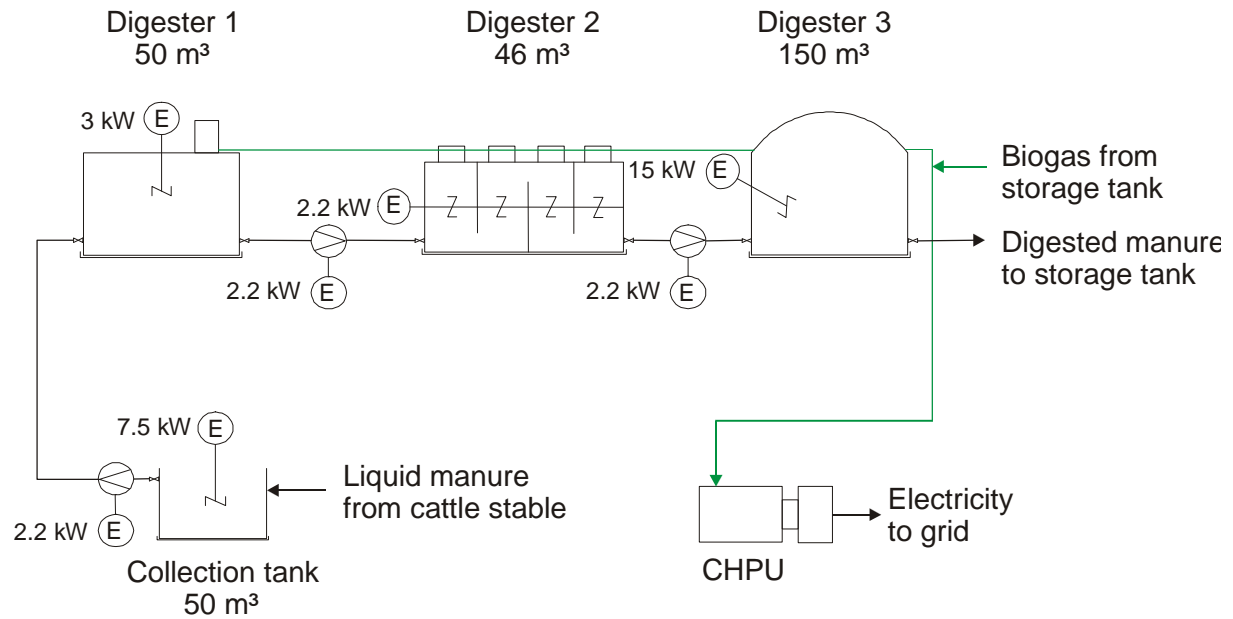 Digester 1
50 m³
Digester 2
46 m³
Digester 3
150 m³
3 kW
E
15 kW
E
Biogas from
storage tank
2.2 kW
E
Digested manure
to storage tank
2.2 kW
E
2.2 kW
E
7.5 kW
E
Liquid manure
from cattle stable
2.2 kW
E
Collection tank
50 m³
Electricity
to grid
CHPU